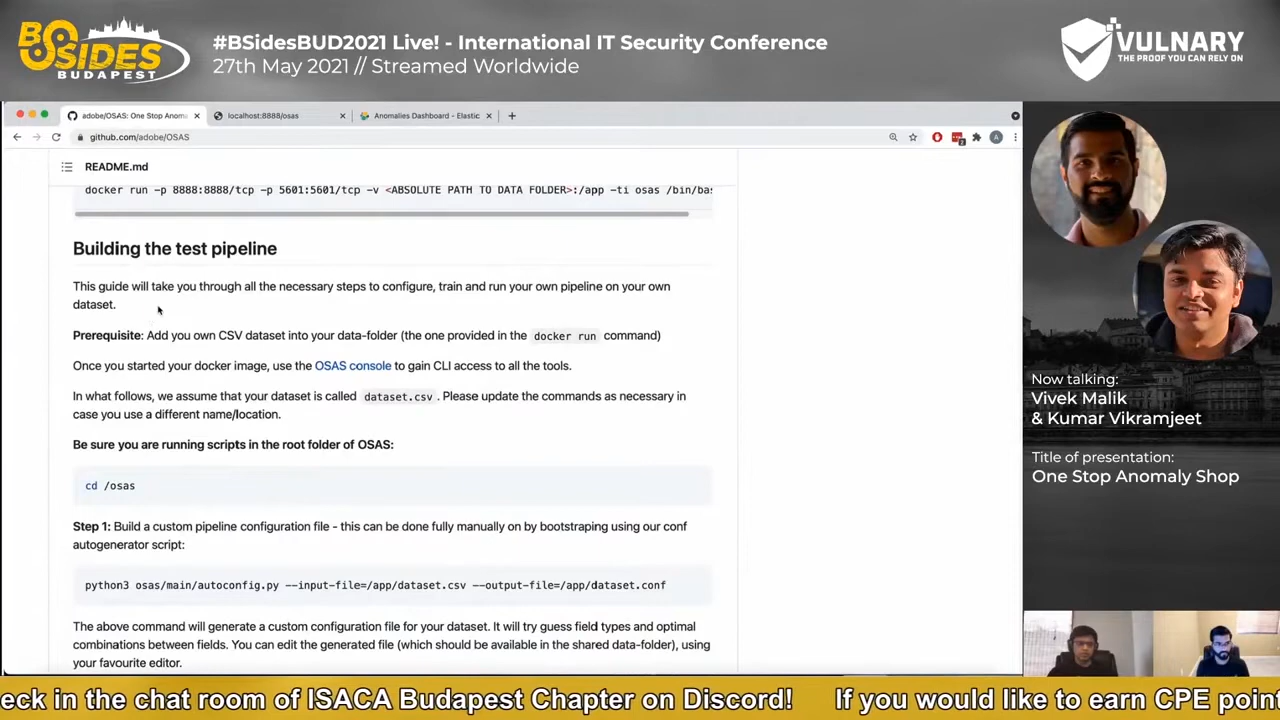 BSIDES
BUDAPEST
#BSidesBUD2021 Live! - International IT Security Conference
27th May 2021 // Streamed Worldwide
VULNARY
THE PROOF YOU CAN RELY ON
adobe/OSAS: One Stop Anoma
localhost:8888/osas
Anomalies Dashboard - Elastic
github.com/adobe/OSAS
README.md
docker run -p 8888:8888/tcp -p 5601:5601/tcp -v <ABSOLUTE PATH TO DATA FOLDER>:/app -ti osas /bin/bas
Building the test pipeline
This guide will take you through all the necessary steps to configure, train and run your own pipeline on your own
dataset.
Prerequisite: Add you own CSV dataset into your data-folder (the one provided in the docker run command)
Once you started your docker image, use the OSAS console to gain CLI access to all the tools.
In what follows, we assume that your dataset is called dataset.csv. Please update the commands as necessary in
case you use a different name/location.
Be sure you are running scripts in the root folder of OSAS:
cd /osas
Step 1: Build a custom pipeline configuration file - this can be done fully manually on by bootstraping using our conf
autogenerator script:
python3 osas/main/autoconfig.py --input-file=/app/dataset.csv --output-file=/app/dataset.conf
The above command will generate a custom configuration file for your dataset. It will try guess field types and optimal
combinations between fields. You can edit the generated file (which should be available in the shared data-folder), using
your favourite editor.
Now talking:
Vivek Malik
& Kumar Vikramjeet
Title of presentation:
One Stop Anomaly Shop
eck in the chat room of ISACA Budapest Chapter on Discord! If you would like to earn CPE point